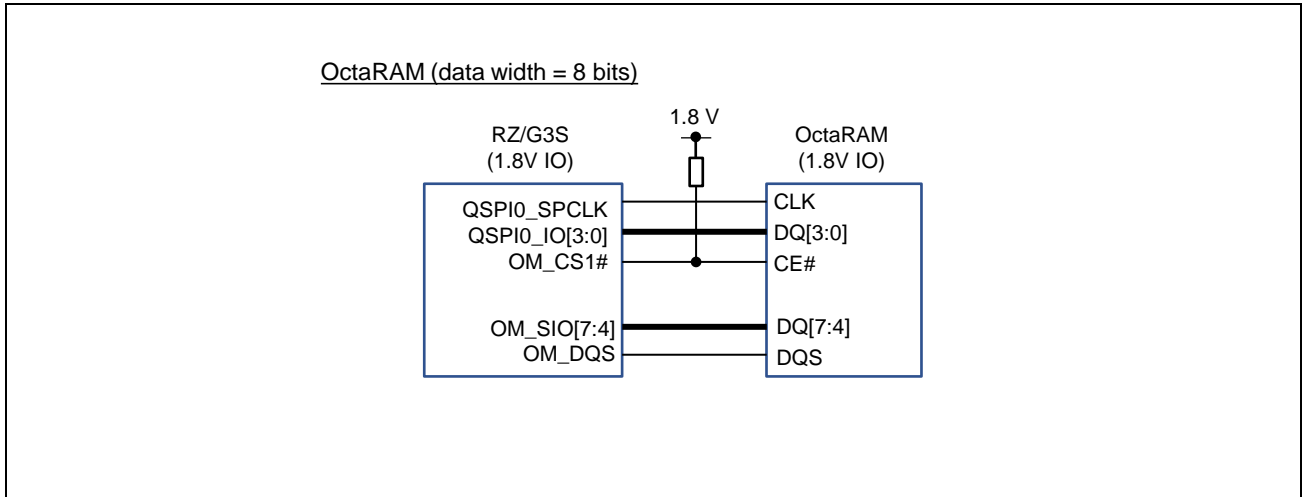 OctaRAM (data width = 8 bits)
1.8 V
RZ/G3S
(1.8V IO)
OctaRAM
(1.8V IO)
QSPI0_SPCLK
CLK
QSPI0_IO[3:0]
DQ[3:0]
OM_CS1#
CE#
OM_SIO[7:4]
DQ[7:4]
OM_DQS
DQS